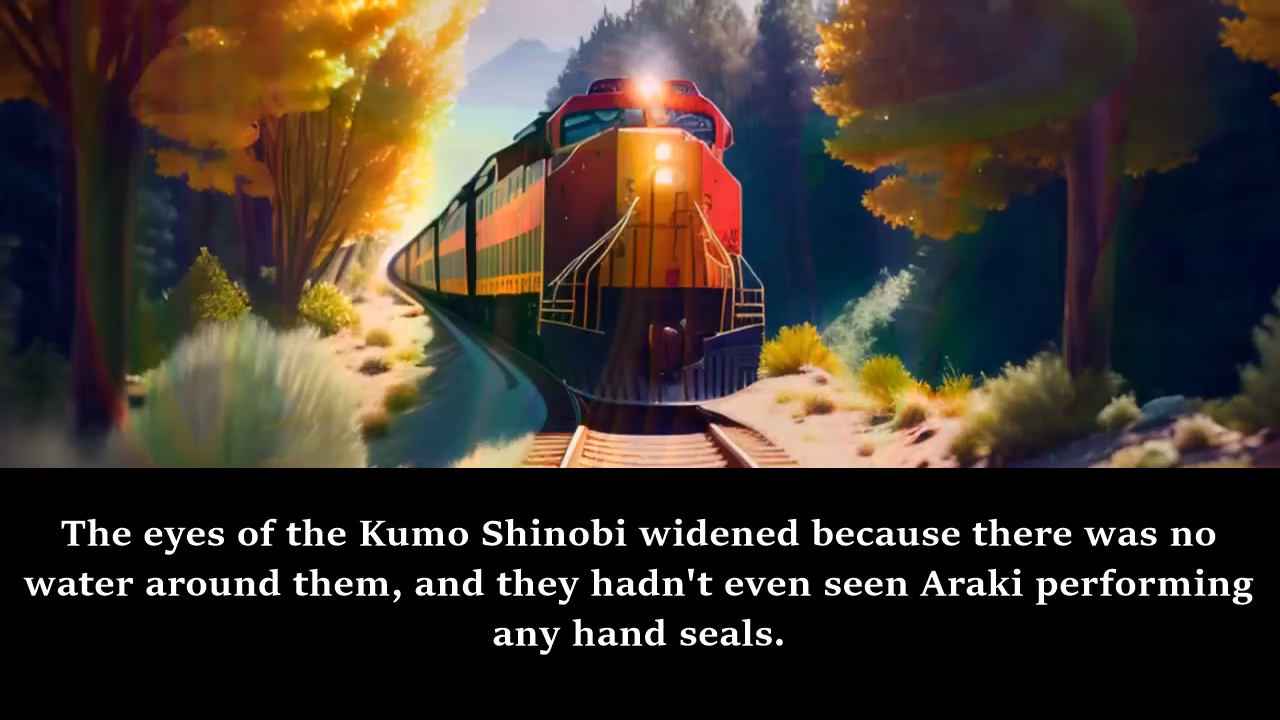 The eyes of the Kumo Shinobi widened because there was no
water around them, and they hadn't even seen Araki performing
any hand seals.